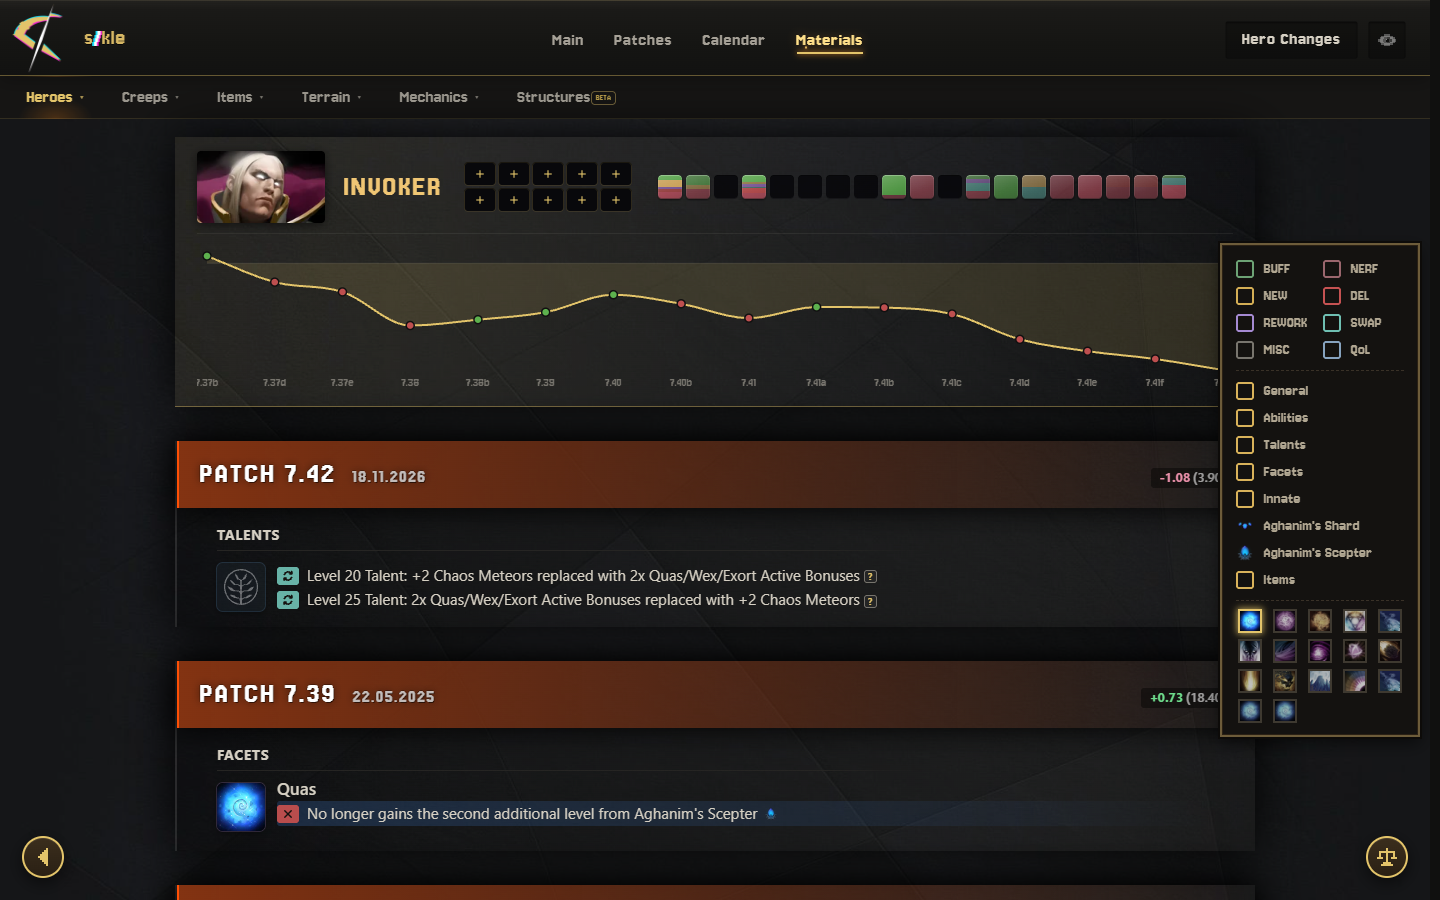 sikle
Main
Patches
Calendar
Materials
Hero Changes
Heroes
Creeps
Items
Terrain
Mechanics
Structures BETA
INVOKER
7.37b
7.37d
7.37e
7.38
7.38b
7.39
7.40
7.40b
7.41
7.41a
7.41b
7.41c
7.41d
7.41e
7.41f
BUFF
NERF
NEW
DEL
REWORK
SWAP
MISC
QoL
General
Abilities
Talents
Facets
Innate
Aghanim's Shard
Aghanim's Scepter
Items
PATCH 7.42 18.11.2026
-1.08 (3.90
TALENTS
Level 20 Talent: +2 Chaos Meteors replaced with 2x Quas/Wex/Exort Active Bonuses ?
Level 25 Talent: 2x Quas/Wex/Exort Active Bonuses replaced with +2 Chaos Meteors ?
PATCH 7.39 22.05.2025
+0.73 (18.40
FACETS
Quas
No longer gains the second additional level from Aghanim's Scepter